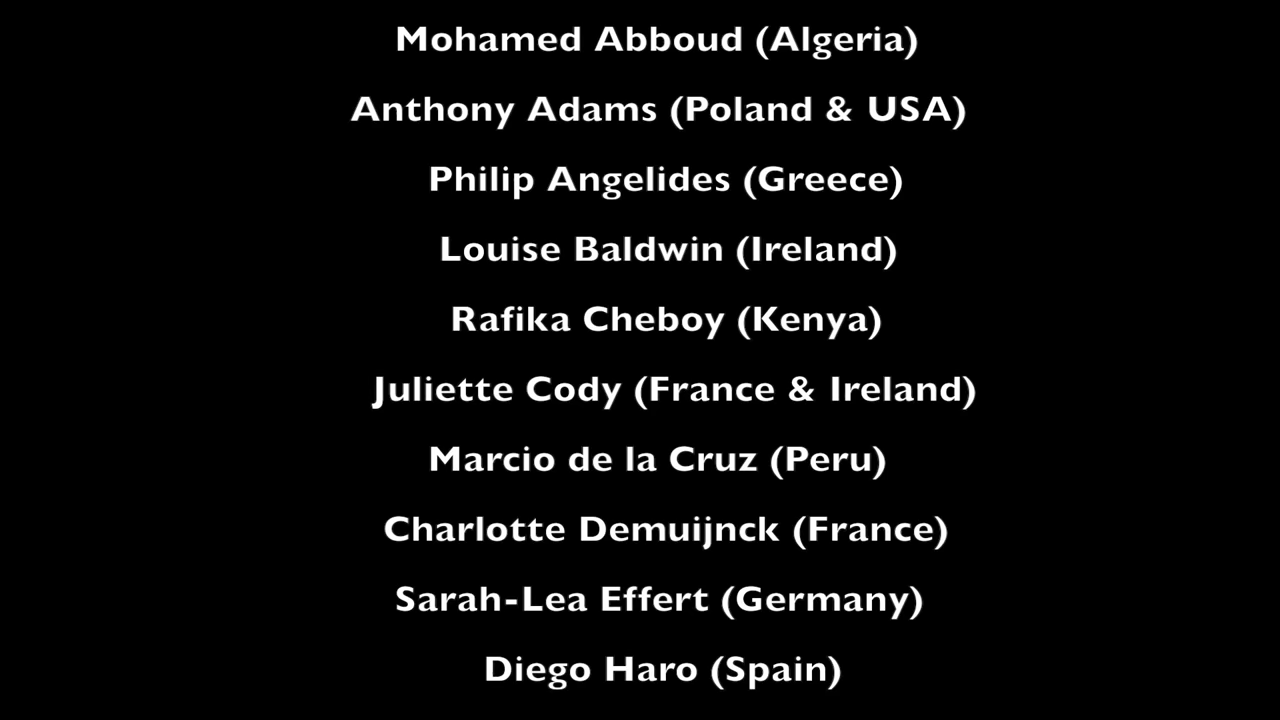 Mohamed Abboud (Algeria)
Anthony Adams (Poland & USA)
Philip Angelides (Greece)
Louise Baldwin (Ireland)
Rafika Cheboy (Kenya)
Juliette Cody (France & Ireland)
Marcio de la Cruz (Peru)
Charlotte Demuijnck (France)
Sarah-Lea Effert (Germany)
Diego Haro (Spain)